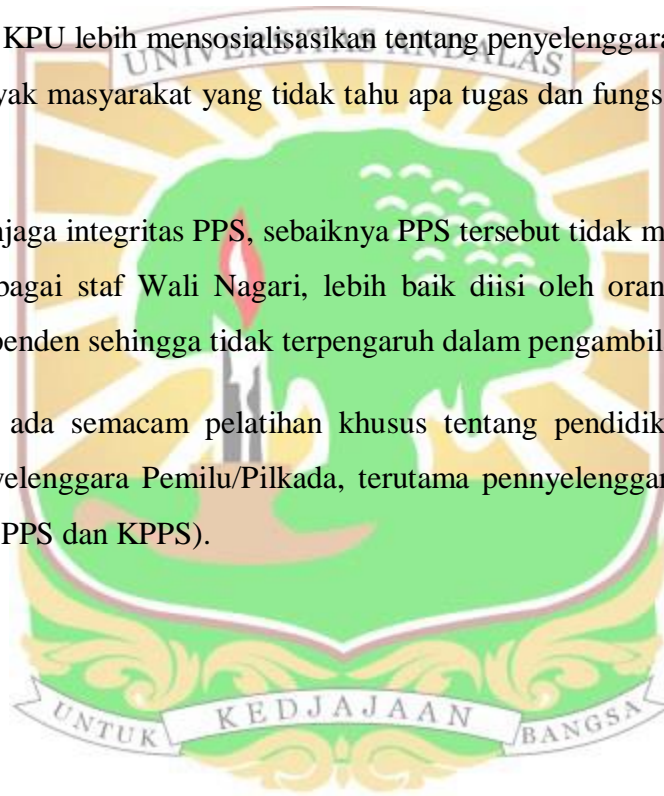 KPU lebih mensosialisasikan tentang penyelenggara
UNIVERSITAS ANDALAS
yak masyarakat yang tidak tahu apa tugas dan fungs
njaga integritas PPS, sebaiknya PPS tersebut tidak m
bagai staf Wali Nagari, lebih baik diisi oleh oran
penden sehingga tidak terpengaruh dalam pengambil
ada semacam pelatihan khusus tentang pendidik
yelenggara Pemilu/Pilkada, terutama pennyelenggar
PPS dan KPPS).
UNTUK KEDJAJAAN BANGSA